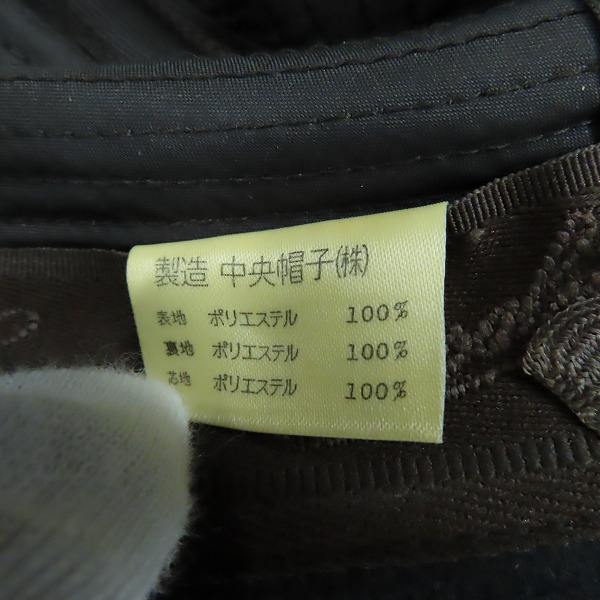 製造 中央帽子(株)
表地 ポリエステル 100%
裏地 ポリエステル 100%
芯地 ポリエステル 100%